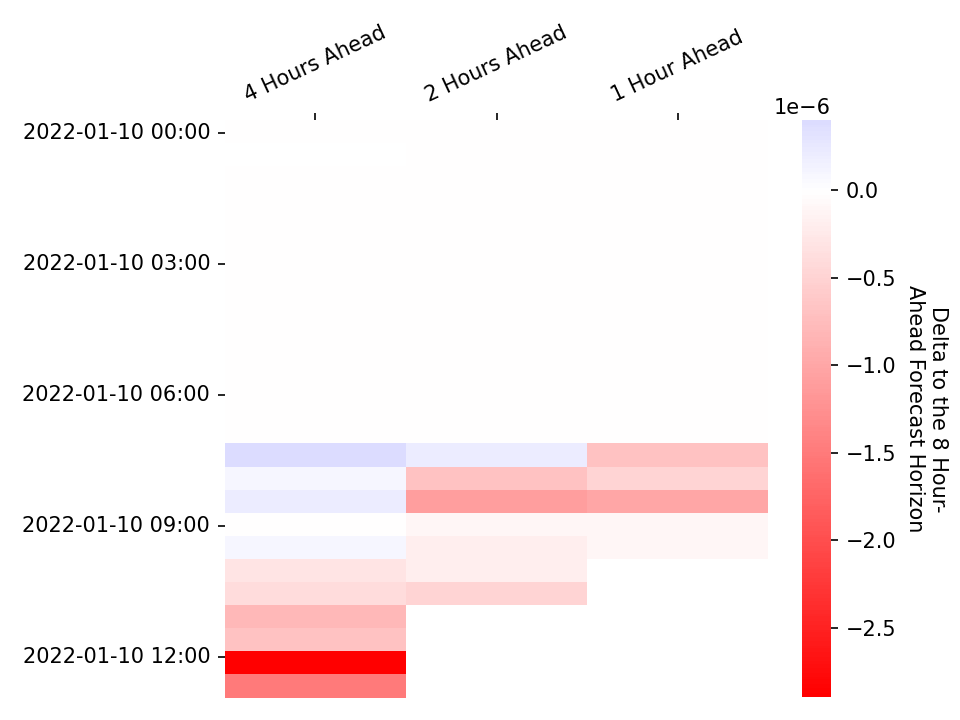 4 Hours Ahead
2 Hours Ahead
1 Hour Ahead
1e−6
2022-01-10 00:00
2022-01-10 03:00
2022-01-10 06:00
2022-01-10 09:00
2022-01-10 12:00
0.0
−0.5
−1.0
−1.5
−2.0
−2.5
Delta to the 8 Hour-
Ahead Forecast Horizon